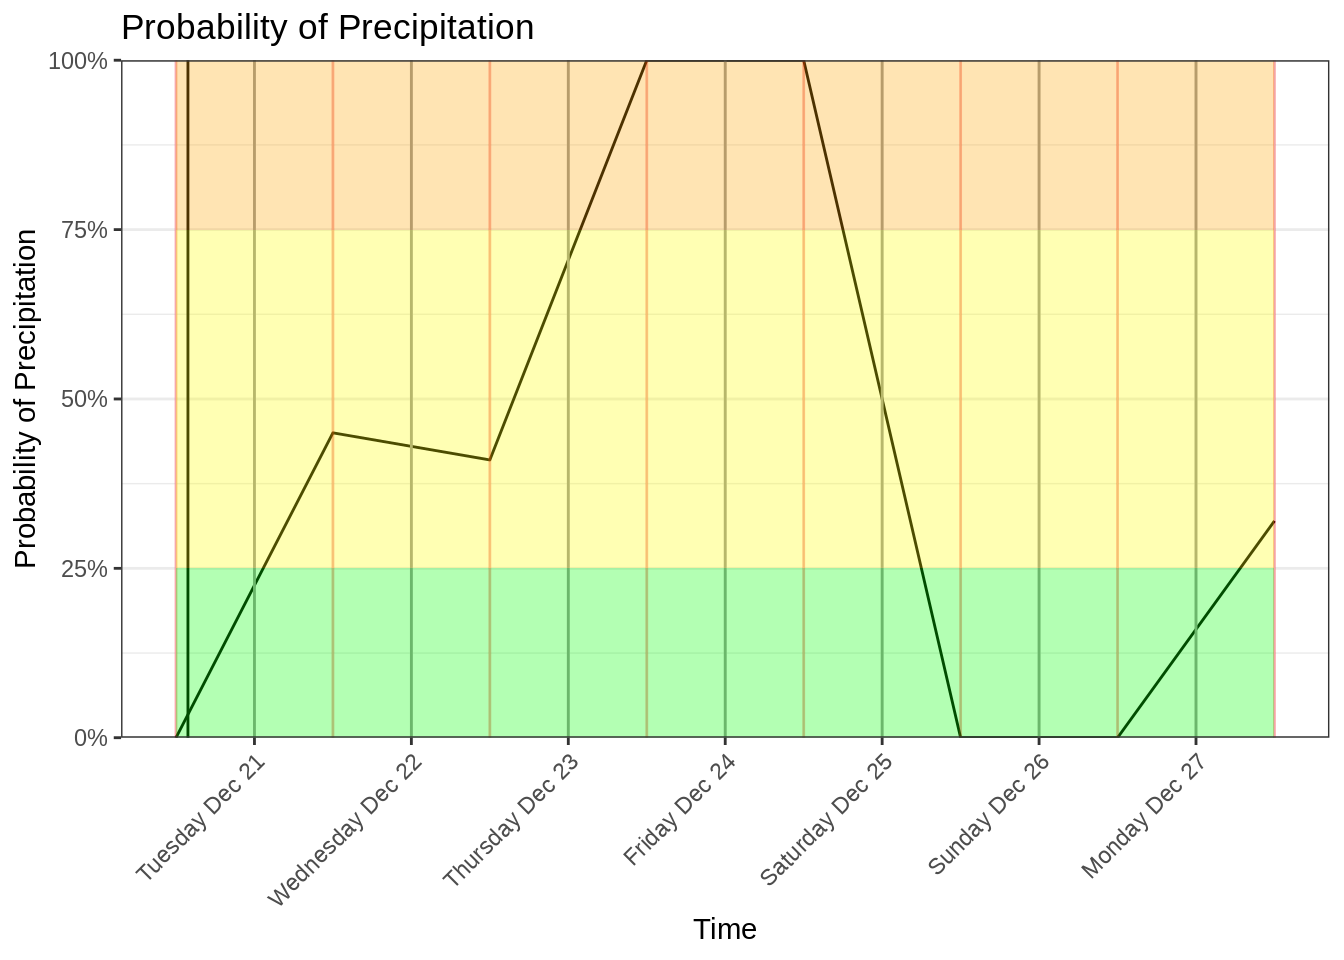 Probability of Precipitation
100%
75%
50%
25%
0%
Probability of Precipitation
Tuesday Dec 21
Wednesday Dec 22
Thursday Dec 23
Friday Dec 24
Saturday Dec 25
Sunday Dec 26
Monday Dec 27
Time